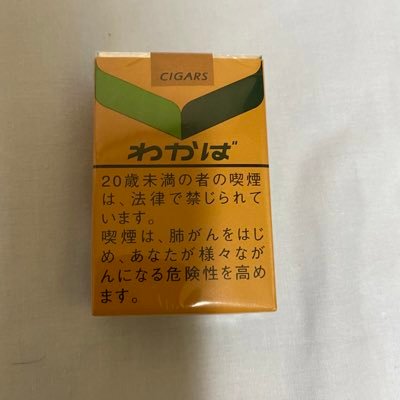 CIGARS
わかば
20歳未満の者の喫煙
は、法律で禁じられて
います。
喫煙は、肺がんをはじ
め、あなたが様々なが
んになる危険性を高め
ます。